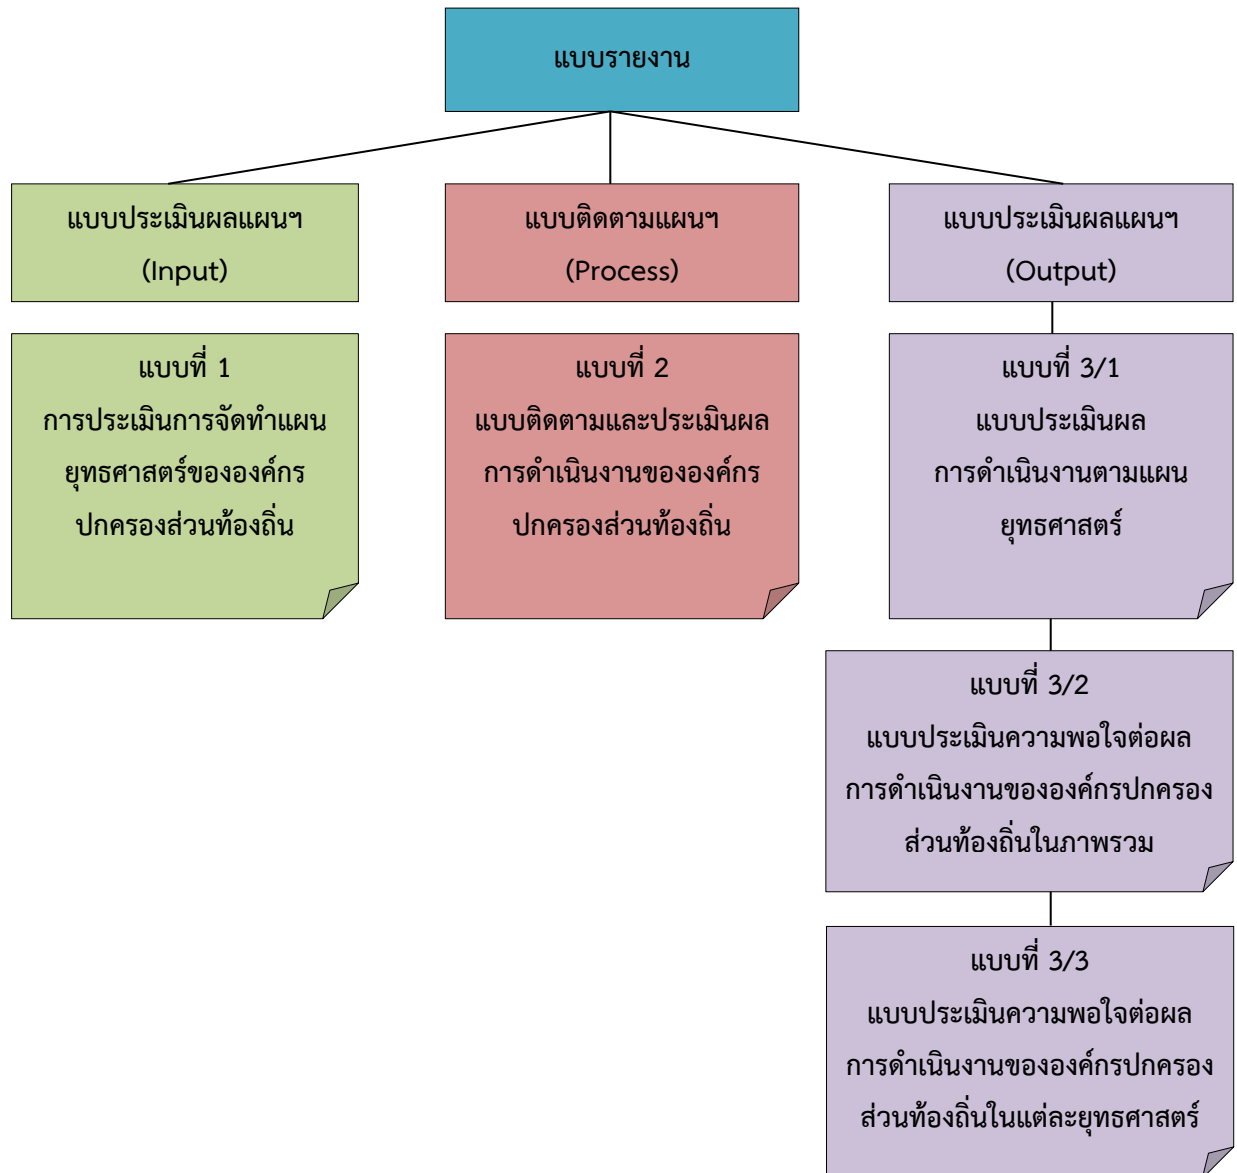 แบบรายงาน
แบบประเมินผลแผนฯ
(Input)
แบบติดตามแผนฯ
(Process)
แบบประเมินผลแผนฯ
(Output)
แบบที่ 1
การประเมินการจัดทำแผน
ยุทธศาสตร์ขององค์กร
ปกครองส่วนท้องถิ่น
แบบที่ 2
แบบติดตามและประเมินผล
การดำเนินงานขององค์กร
ปกครองส่วนท้องถิ่น
แบบที่ 3/1
แบบประเมินผล
การดำเนินงานตามแผน
ยุทธศาสตร์
แบบที่ 3/2
แบบประเมินความพอใจต่อผล
การดำเนินงานขององค์กรปกครอง
ส่วนท้องถิ่นในภาพรวม
แบบที่ 3/3
แบบประเมินความพอใจต่อผล
การดำเนินงานขององค์กรปกครอง
ส่วนท้องถิ่นในแต่ละยุทธศาสตร์